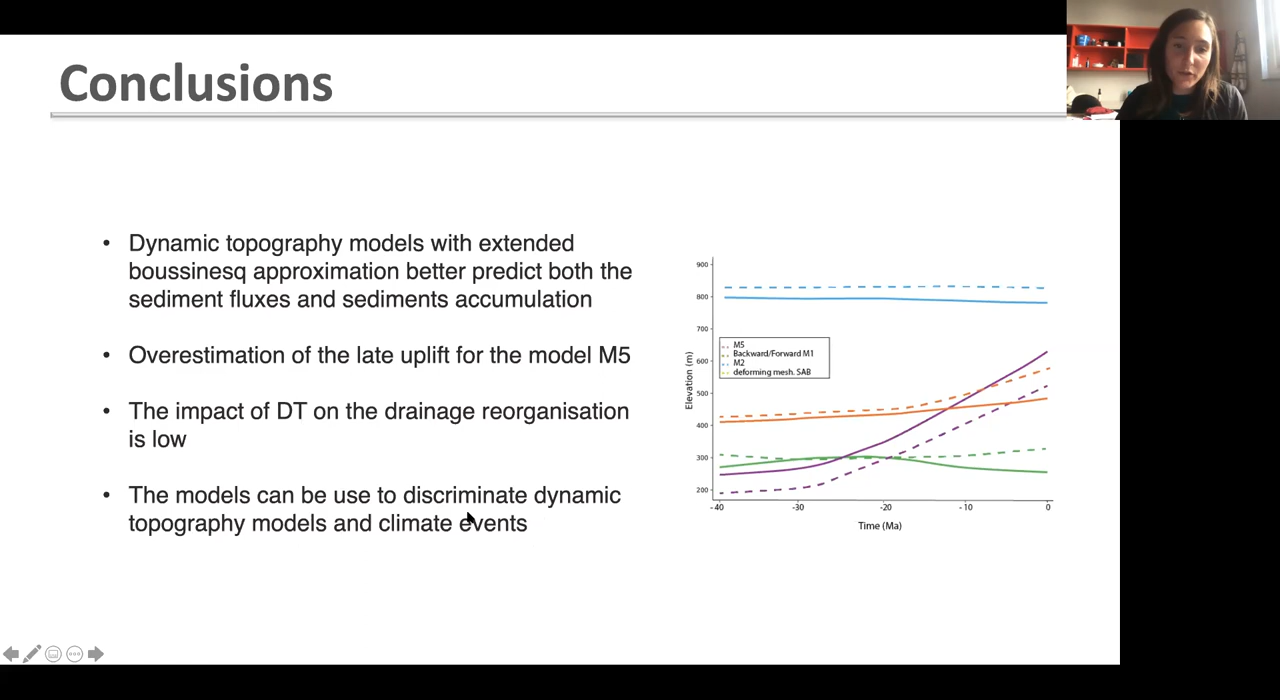 Conclusions
• Dynamic topography models with extended
boussinesq approximation better predict both the
sediment fluxes and sediments accumulation
• Overestimation of the late uplift for the model M5
• The impact of DT on the drainage reorganisation
is low
• The models can be use to discriminate dynamic
topography models and climate events
900
800
700
600
500
400
300
200
Elevation (m)
M5
Backward/Forward M1
M2
deforming mesh. SAB
-40
-30
-20
-10
0
Time (Ma)